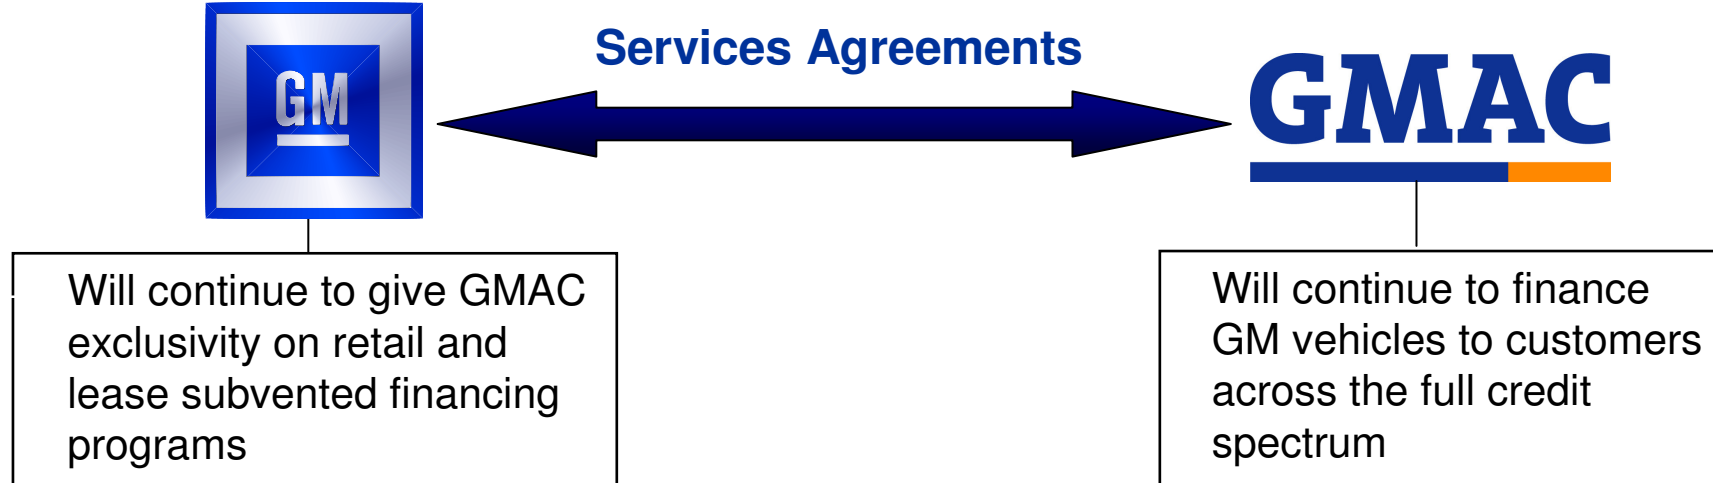 Services Agreements
GM
GMAC
Will continue to give GMAC
exclusivity on retail and
lease subvented financing
programs
Will continue to finance
GM vehicles to customers
across the full credit
spectrum